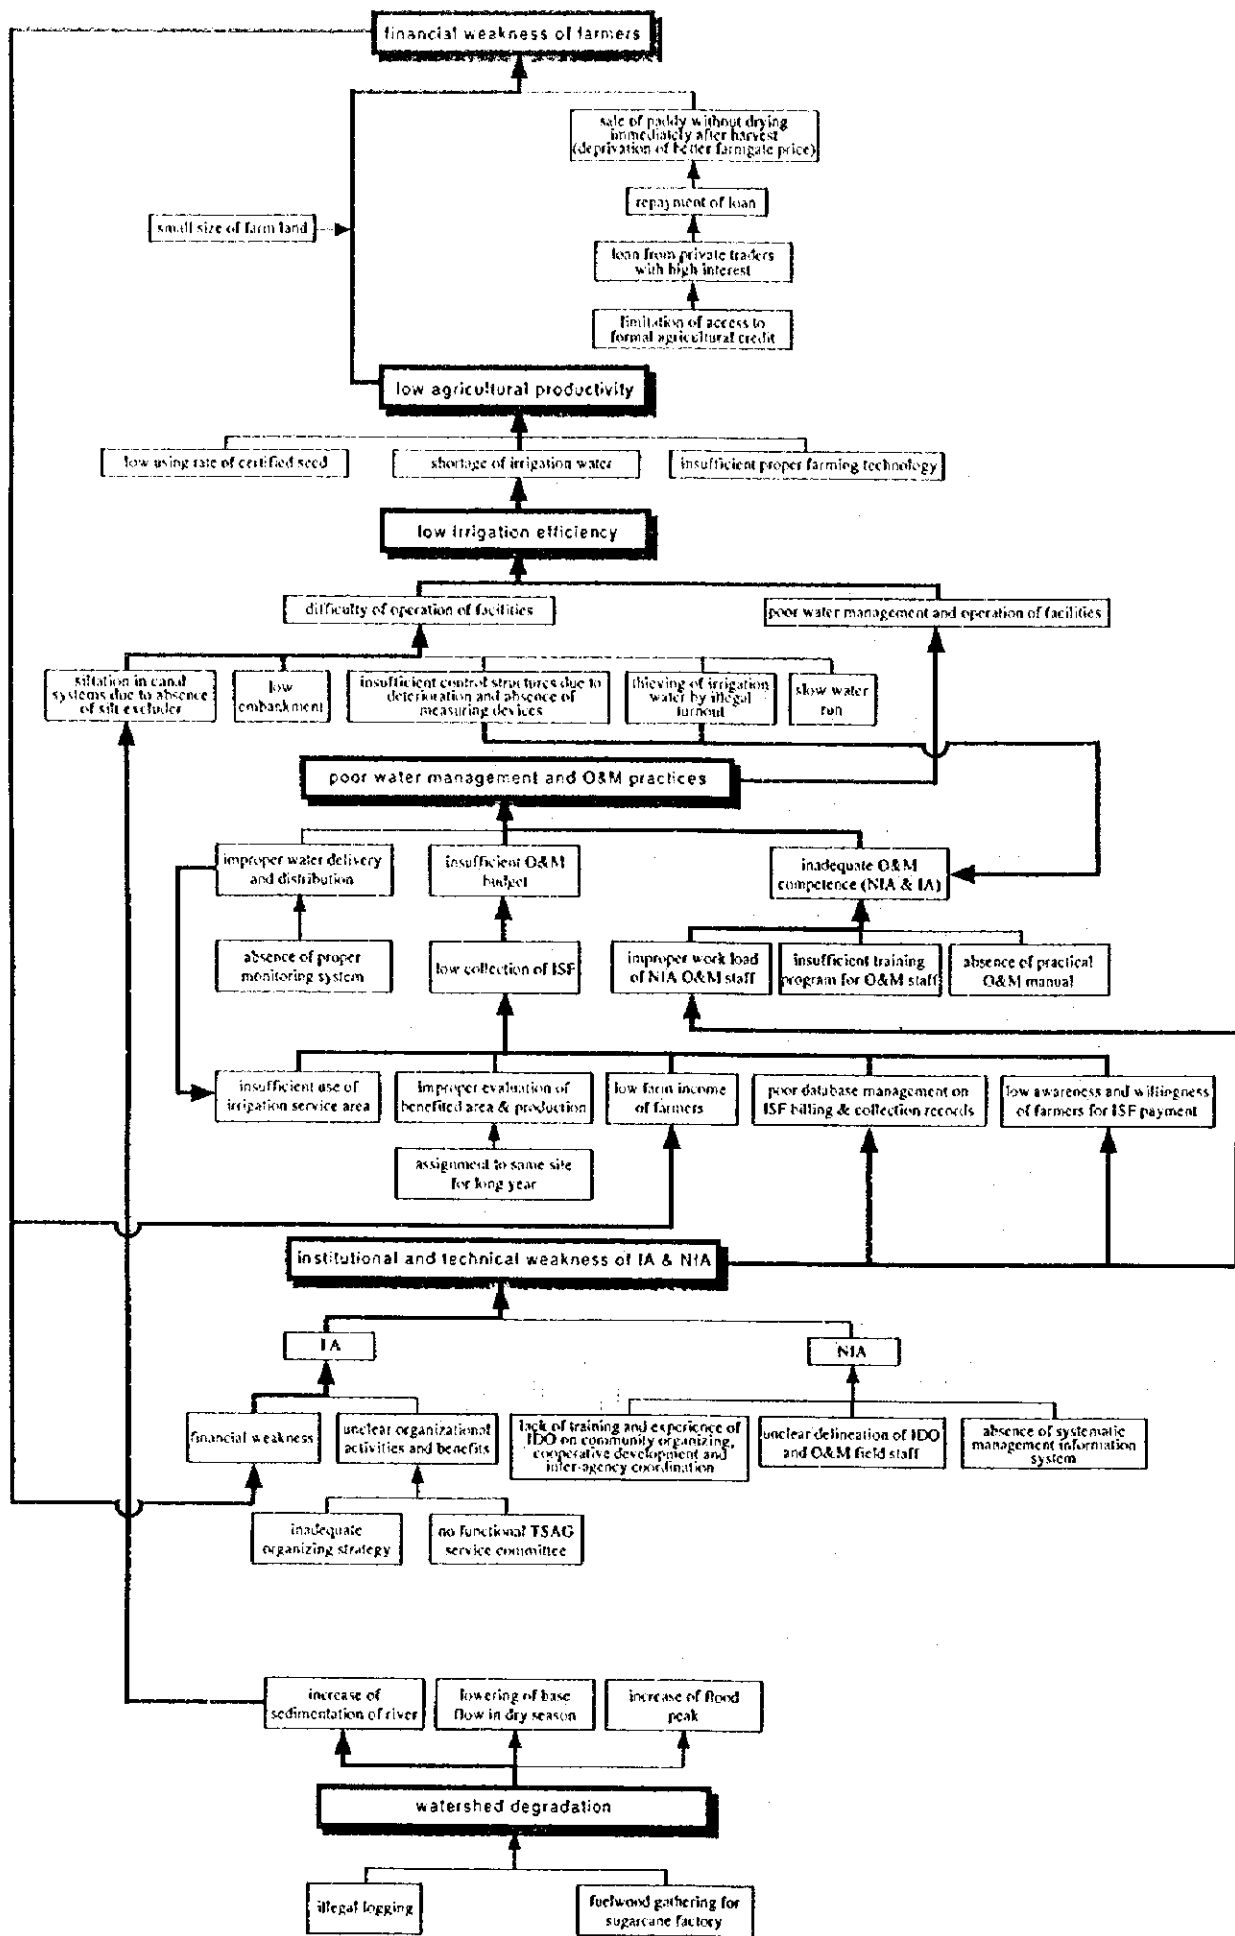 financial weakness of farmers
sale of paddy without drying
immediately after harvest
(deprivation of better farmgate price)
repayment of loan
small size of farm land
loan from private traders
with high interest
limitation of access to
formal agricultural credit
low agricultural productivity
low using rate of certified seed
shortage of irrigation water
insufficient proper farming technology
low irrigation efficiency
difficulty of operation of facilities
poor water management and operation of facilities
siltation in canal
systems due to absence
of silt excluder
low
embankment
insufficient control structures due to
deterioration and absence of
measuring devices
thieving of irrigation
water by illegal
turnout
slow water
run
poor water management and O&M practices
improper water delivery
and distribution
insufficient O&M
budget
inadequate O&M
competence (NIA & IA)
absence of proper
monitoring system
low collection of ISF
improper work load
of NIA O&M staff
insufficient training
program for O&M staff
absence of practical
O&M manual
insufficient use of
irrigation service area
Improper evaluation of
benefited area & production
low farm income
of farmers
poor database management on
ISF billing & collection records
low awareness and willingness
of farmers for ISF payment
assignment to same site
for long year
institutional and technical weakness of IA & NIA
IA
NIA
financial weakness
unclear organizational
activities and benefits
lack of training and experience of
IDO on community organizing,
cooperative development and
inter-agency coordination
unclear delineation of IDO
and O&M field staff
absence of systematic
management information
system
inadequate
organizing strategy
no functional TSAG
service committee
increase of
sedimentation of river
lowering of base
flow in dry season
increase of flood
peak
watershed degradation
illegal logging
fuelwood gathering for
sugarcane factory